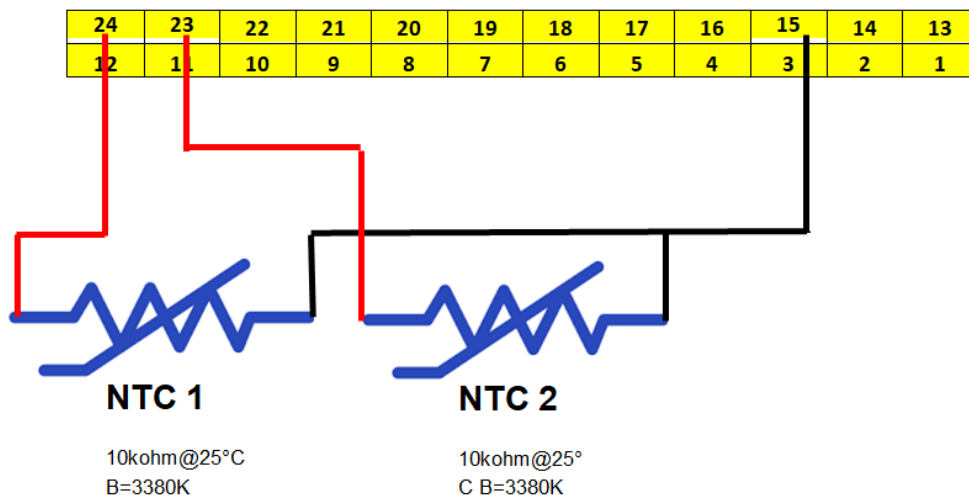 24 23 22 21 20 19 18 17 16 15 14 13
12 11 10 9 8 7 6 5 4 3 2 1
NTC 1
NTC 2
10kohm@25°C
B=3380K
10kohm@25°
C B=3380K